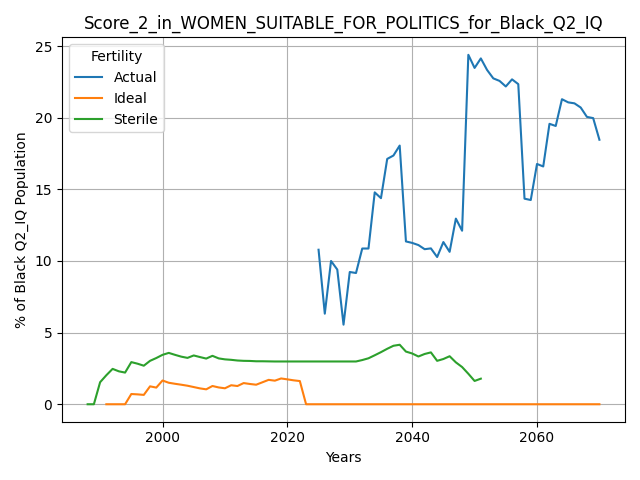 Score_2_in_WOMEN_SUITABLE_FOR_POLITICS_for_Black_Q2_IQ
Fertility
Actual
Ideal
Sterile
% of Black Q2_IQ Population
25
20
15
10
5
0
2000
2020
2040
2060
Years